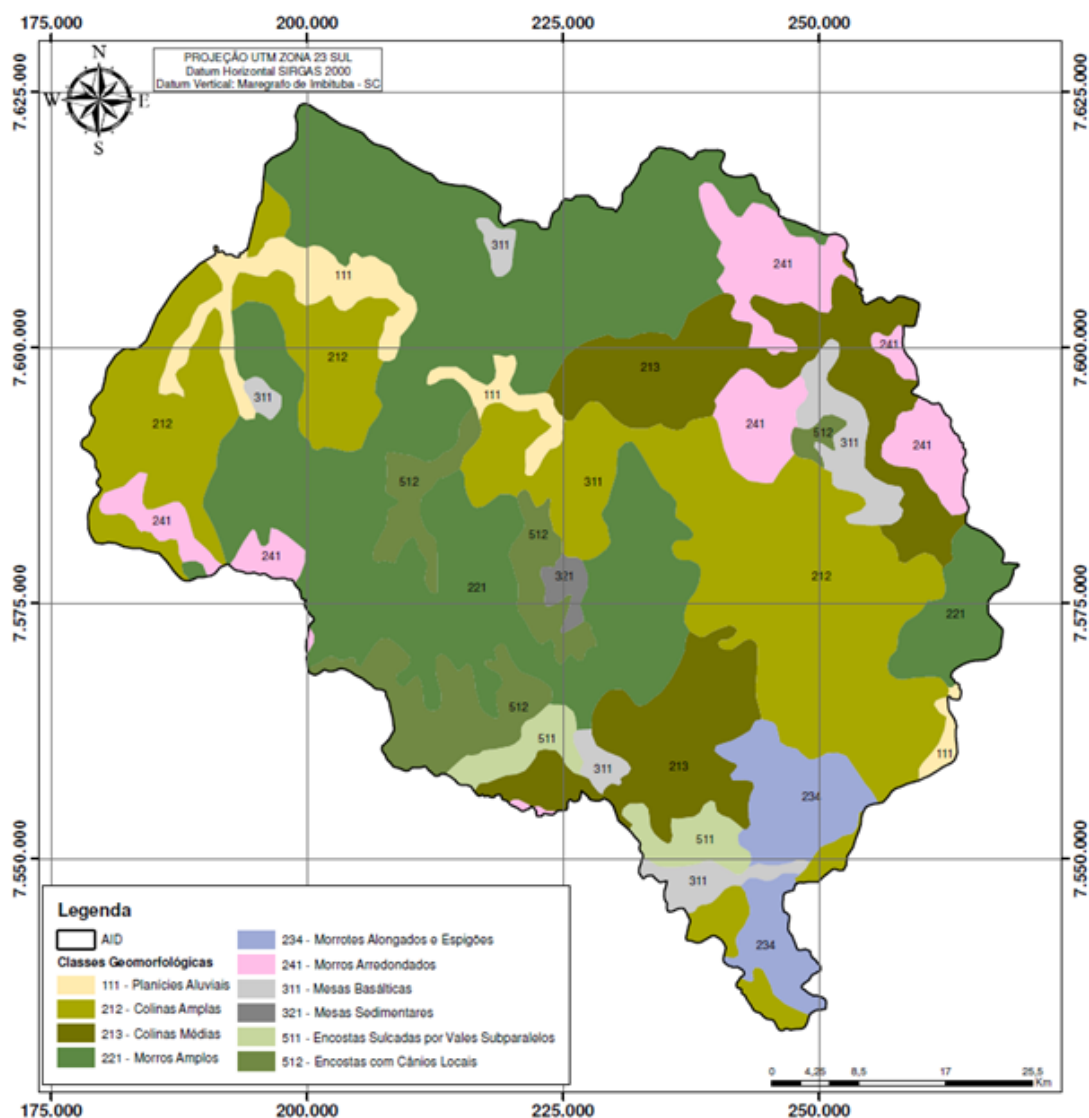 175.000 200.000 225.000 250.000
N
W E
S
PROJEÇÃO UTM ZONA 23 SUL
Datum Horizontal SIRGAS 2000
Datum Vertical: Maregrafo de Imbituba - SC
7.625.000
7.625.000
311
111
241
7.600.000
7.600.000
241
212
213
111
311
212
241
512
311
241
512
311
241
512
241
321
212
221
7.575.000
7.575.000
221
512
511
111
311
213
234
511
7.550.000
7.550.000
311
234
Legenda
AID
Classes Geomorfológicas
111 - Planícies Aluviais
212 - Colinas Amplas
213 - Colinas Médias
221 - Morros Amplos
234 - Morrotes Alongados e Espigões
241 - Morros Arredondados
311 - Mesas Basálticas
321 - Mesas Sedimentares
511 - Encostas Sulcadas por Vales Subparalelos
512 - Encostas com Cânios Locais
0 4,25 8,5 17 25,5
Km
175.000 200.000 225.000 250.000